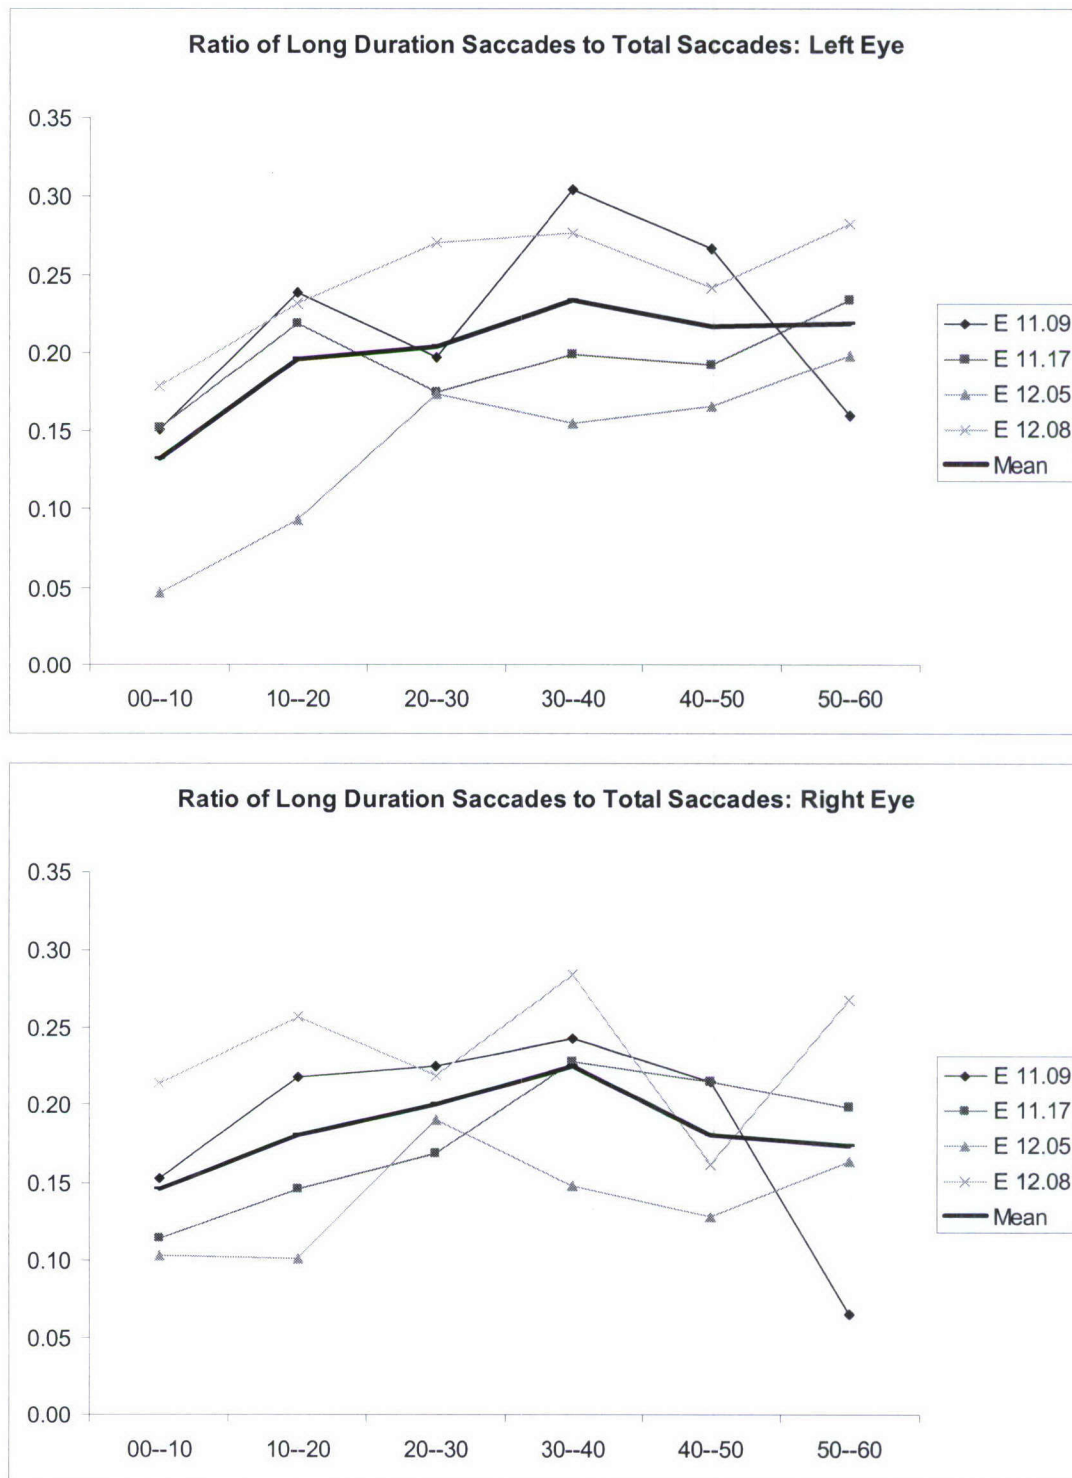 Ratio of Long Duration Saccades to Total Saccades: Left Eye
0.35
0.30
0.25
0.20
0.15
0.10
0.05
0.00
00--10 10--20 20--30 30--40 40--50 50--60
E 11.09
E 11.17
E 12.05
E 12.08
Mean
Ratio of Long Duration Saccades to Total Saccades: Right Eye
0.35
0.30
0.25
0.20
0.15
0.10
0.05
0.00
00--10 10--20 20--30 30--40 40--50 50--60
E 11.09
E 11.17
E 12.05
E 12.08
Mean